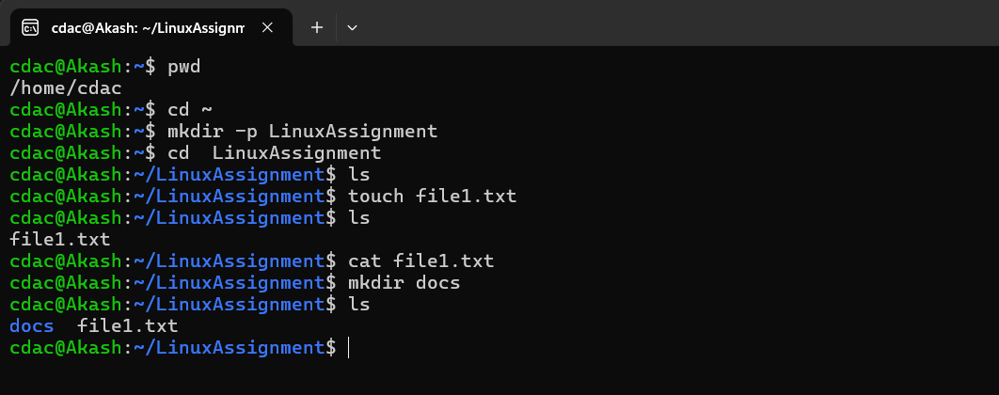 cdac@Akash: ~/LinuxAssignm
cdac@Akash:~$ pwd
/home/cdac
cdac@Akash:~$ cd ~
cdac@Akash:~$ mkdir -p LinuxAssignment
cdac@Akash:~$ cd  LinuxAssignment
cdac@Akash:~/LinuxAssignment$ ls
cdac@Akash:~/LinuxAssignment$ touch file1.txt
cdac@Akash:~/LinuxAssignment$ ls
file1.txt
cdac@Akash:~/LinuxAssignment$ cat file1.txt
cdac@Akash:~/LinuxAssignment$ mkdir docs
cdac@Akash:~/LinuxAssignment$ ls
docs  file1.txt
cdac@Akash:~/LinuxAssignment$